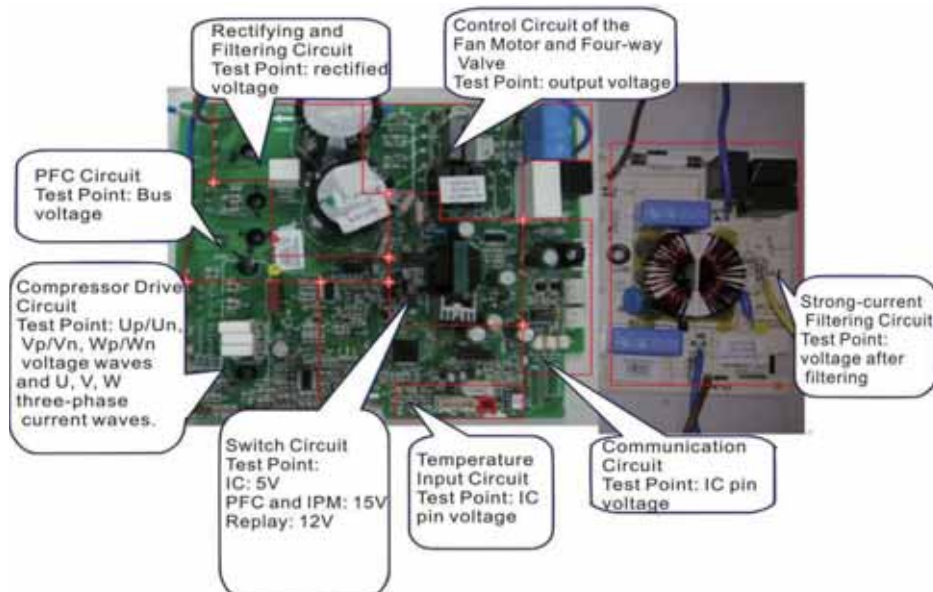 Rectifying and
Filtering Circuit
Test Point: rectified
voltage
Control Circuit of the
Fan Motor and Four-way
Valve
Test Point: output voltage
PFC Circuit
Test Point: Bus
voltage
Compressor Drive
Circuit
Test Point: Up/Un,
Vp/Vn, Wp/Wn
voltage waves
and U, V, W
three-phase
current waves.
Strong-current
Filtering Circuit
Test Point:
voltage after
filtering
Switch Circuit
Test Point:
IC: 5V
PFC and IPM: 15V
Replay: 12V
Temperature
Input Circuit
Test Point: IC
pin voltage
Communication
Circuit
Test Point: IC pin
voltage